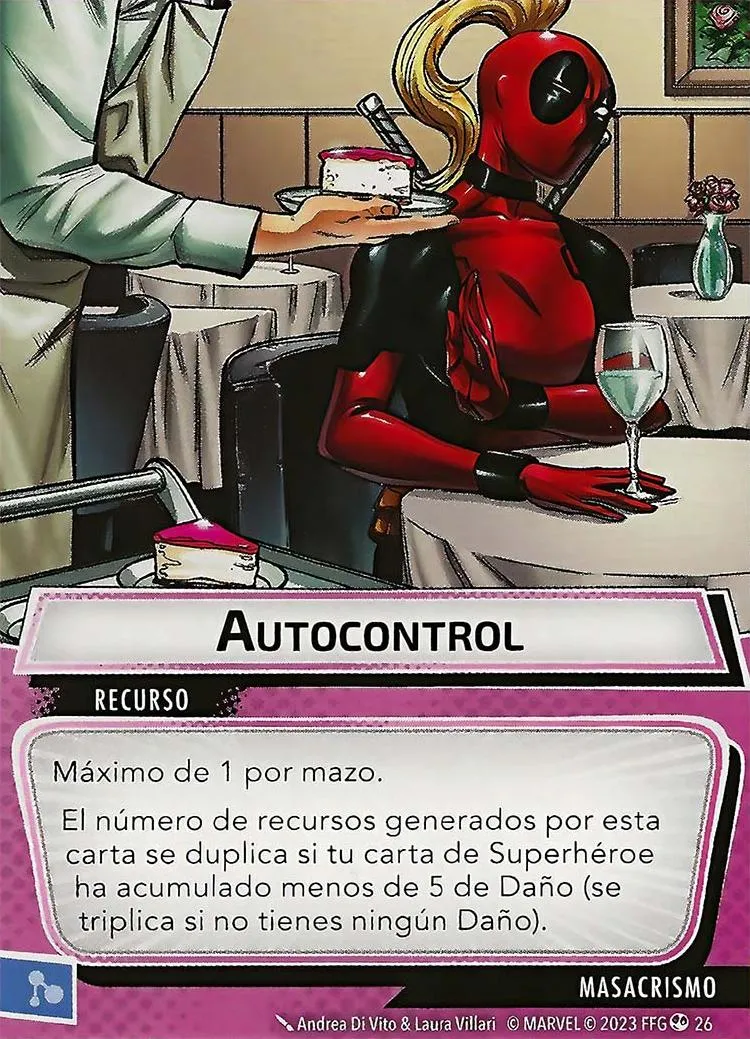 AUTOCONTROL
RECURSO
Máximo de 1 por mazo.
El número de recursos generados por esta
carta se duplica si tu carta de Superhéroe
ha acumulado menos de 5 de Daño (se
triplica si no tienes ningún Daño).
MASACRISMO
Andrea Di Vito & Laura Villari © MARVEL © 2023 FFG 26